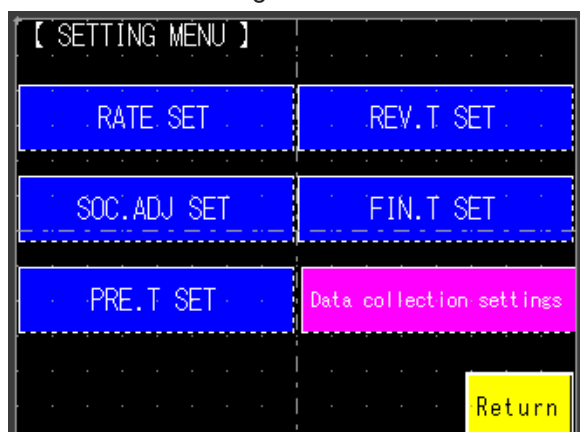 【 SETTING MENU 】
RATE SET
REV.T SET
SOC.ADJ SET
FIN.T SET
PRE.T SET
Data collection settings
Return